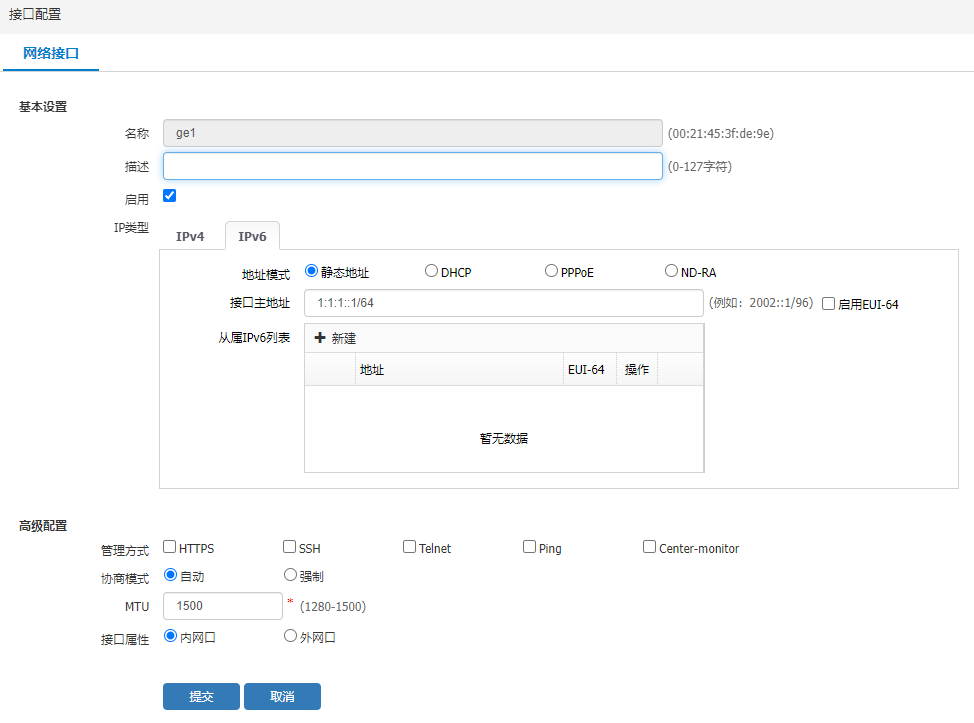 接口配置
网络接口
基本设置
名称 ge1 (00:21:45:3f:de:9e)
描述 (0-127字符)
启用
IP类型 IPv4 IPv6
地址模式 静态地址 DHCP PPPoE ND-RA
接口主地址 1:1:1::1/64 (例如：2002::1/96) 启用EUI-64
从属IPv6列表 新建
地址 EUI-64 操作
暂无数据
高级配置
管理方式 HTTPS SSH Telnet Ping Center-monitor
协商模式 自动 强制
MTU 1500 * (1280-1500)
接口属性 内网口 外网口
提交 取消